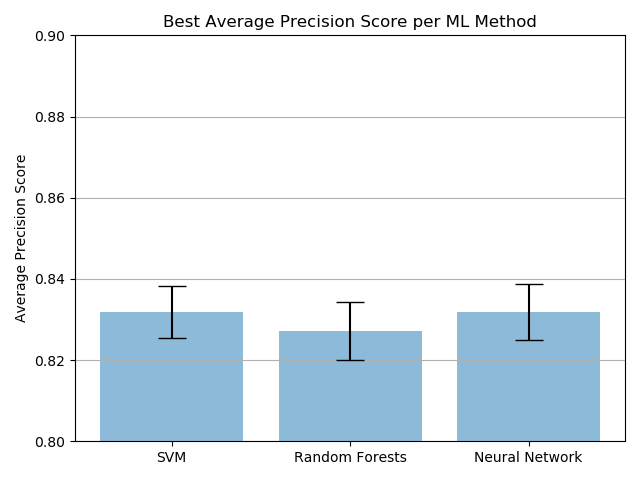 Best Average Precision Score per ML Method
0.90
0.88
0.86
0.84
0.82
0.80
Average Precision Score
SVM
Random Forests
Neural Network